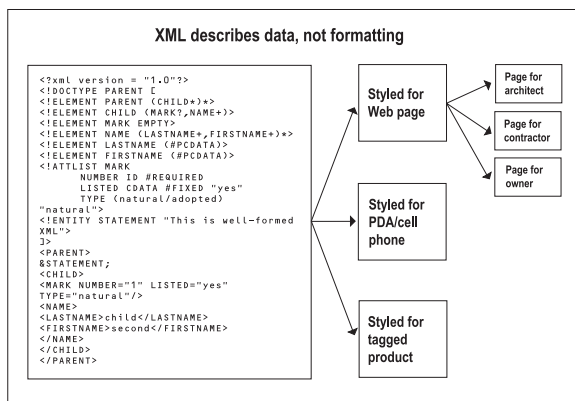 XML describes data, not formatting
<?xml version = "1.0"?>
<!DOCTYPE PARENT [
<!ELEMENT PARENT (CHILD*)*>
<!ELEMENT CHILD (MARK?,NAME+)>
<!ELEMENT MARK EMPTY>
<!ELEMENT NAME (LASTNAME+,FIRSTNAME+)*>
<!ELEMENT LASTNAME (#PCDATA)>
<!ELEMENT FIRSTNAME (#PCDATA)>
<!ATTLIST MARK
NUMBER ID #REQUIRED
LISTED CDATA #FIXED "yes"
TYPE (natural/adopted)
"natural">
<!ENTITY STATEMENT "This is well-formed
XML">
]>
<PARENT>
&STATEMENT;
<CHILD>
<MARK NUMBER="1" LISTED="yes"
TYPE="natural"/>
<NAME>
<LASTNAME>child</LASTNAME>
<FIRSTNAME>second</FIRSTNAME>
</NAME>
</CHILD>
</PARENT>
Styled for
Web page
Styled for
PDA/cell
phone
Styled for
tagged
product
Page for
architect
Page for
contractor
Page for
owner